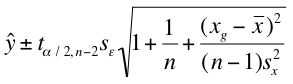 ŷ ± t_{α/2, n−2} s_ε √(1 + 1/n + (x_g − x̄)² / ((n − 1)s_x²))